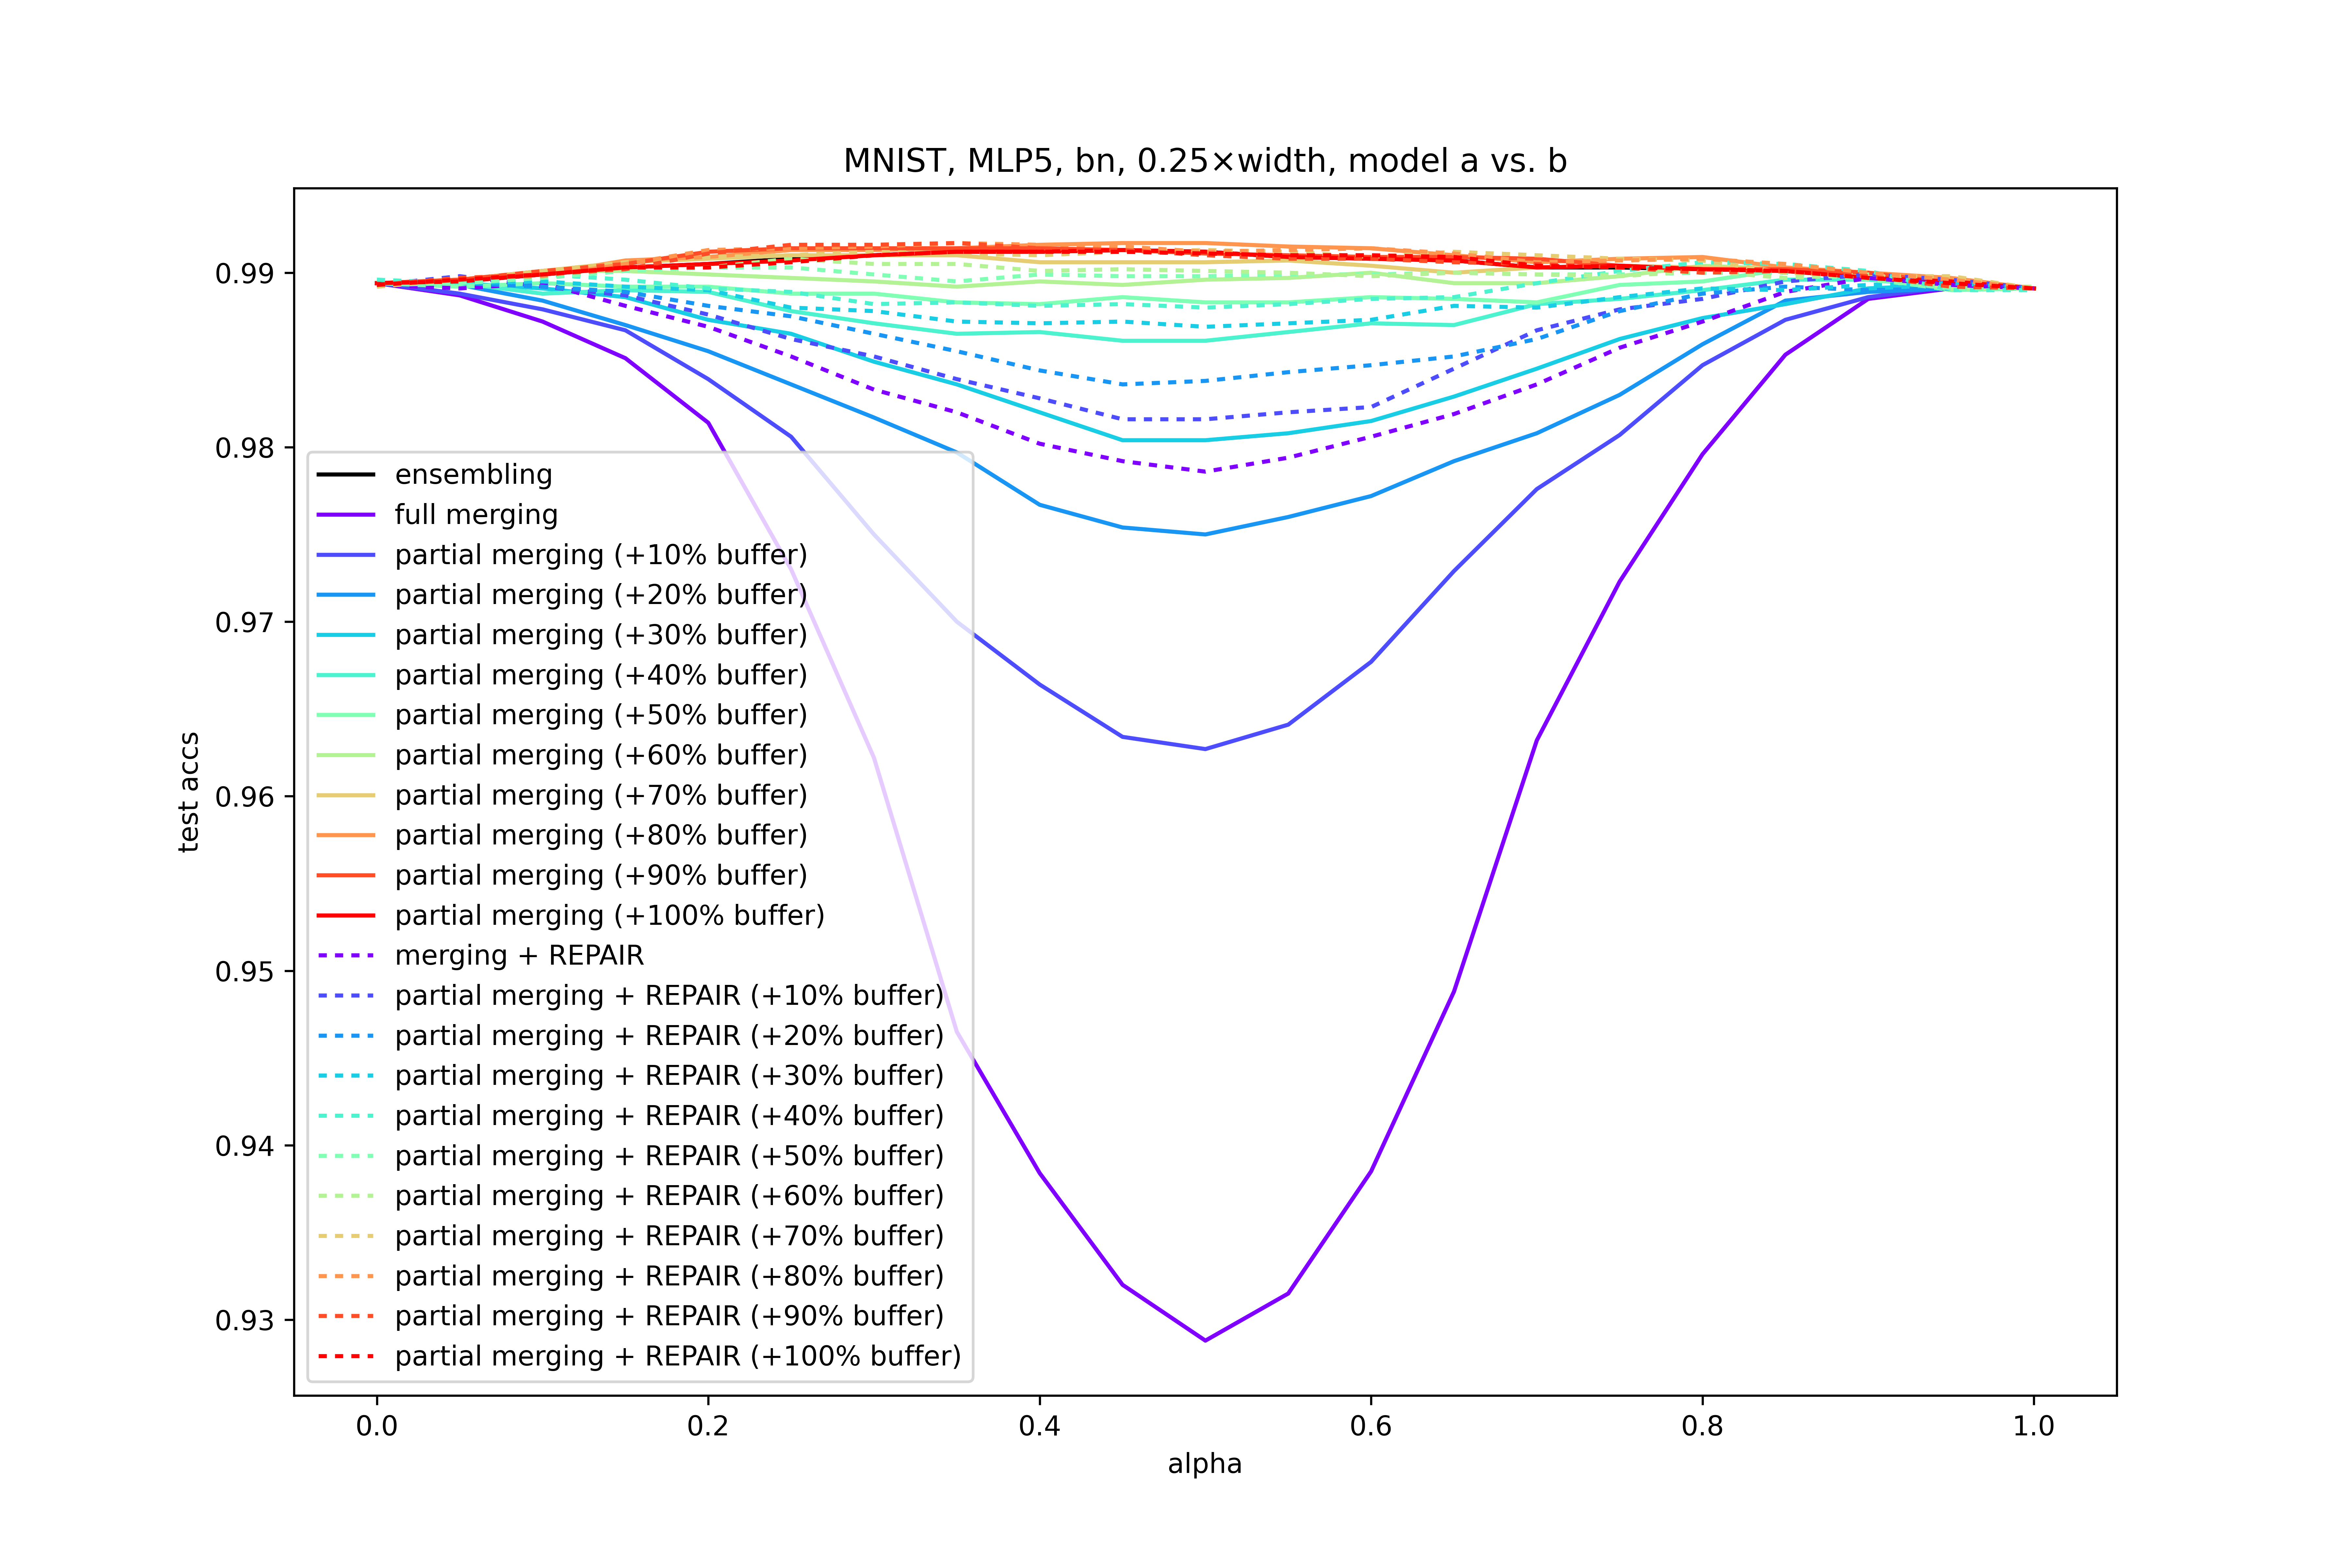 MNIST, MLP5, bn, 0.25×width, model a vs. b
test accs
0.99
0.98
0.97
0.96
0.95
0.94
0.93
ensembling
full merging
partial merging (+10% buffer)
partial merging (+20% buffer)
partial merging (+30% buffer)
partial merging (+40% buffer)
partial merging (+50% buffer)
partial merging (+60% buffer)
partial merging (+70% buffer)
partial merging (+80% buffer)
partial merging (+90% buffer)
partial merging (+100% buffer)
merging + REPAIR
partial merging + REPAIR (+10% buffer)
partial merging + REPAIR (+20% buffer)
partial merging + REPAIR (+30% buffer)
partial merging + REPAIR (+40% buffer)
partial merging + REPAIR (+50% buffer)
partial merging + REPAIR (+60% buffer)
partial merging + REPAIR (+70% buffer)
partial merging + REPAIR (+80% buffer)
partial merging + REPAIR (+90% buffer)
partial merging + REPAIR (+100% buffer)
0.0 0.2 0.4 0.6 0.8 1.0
alpha